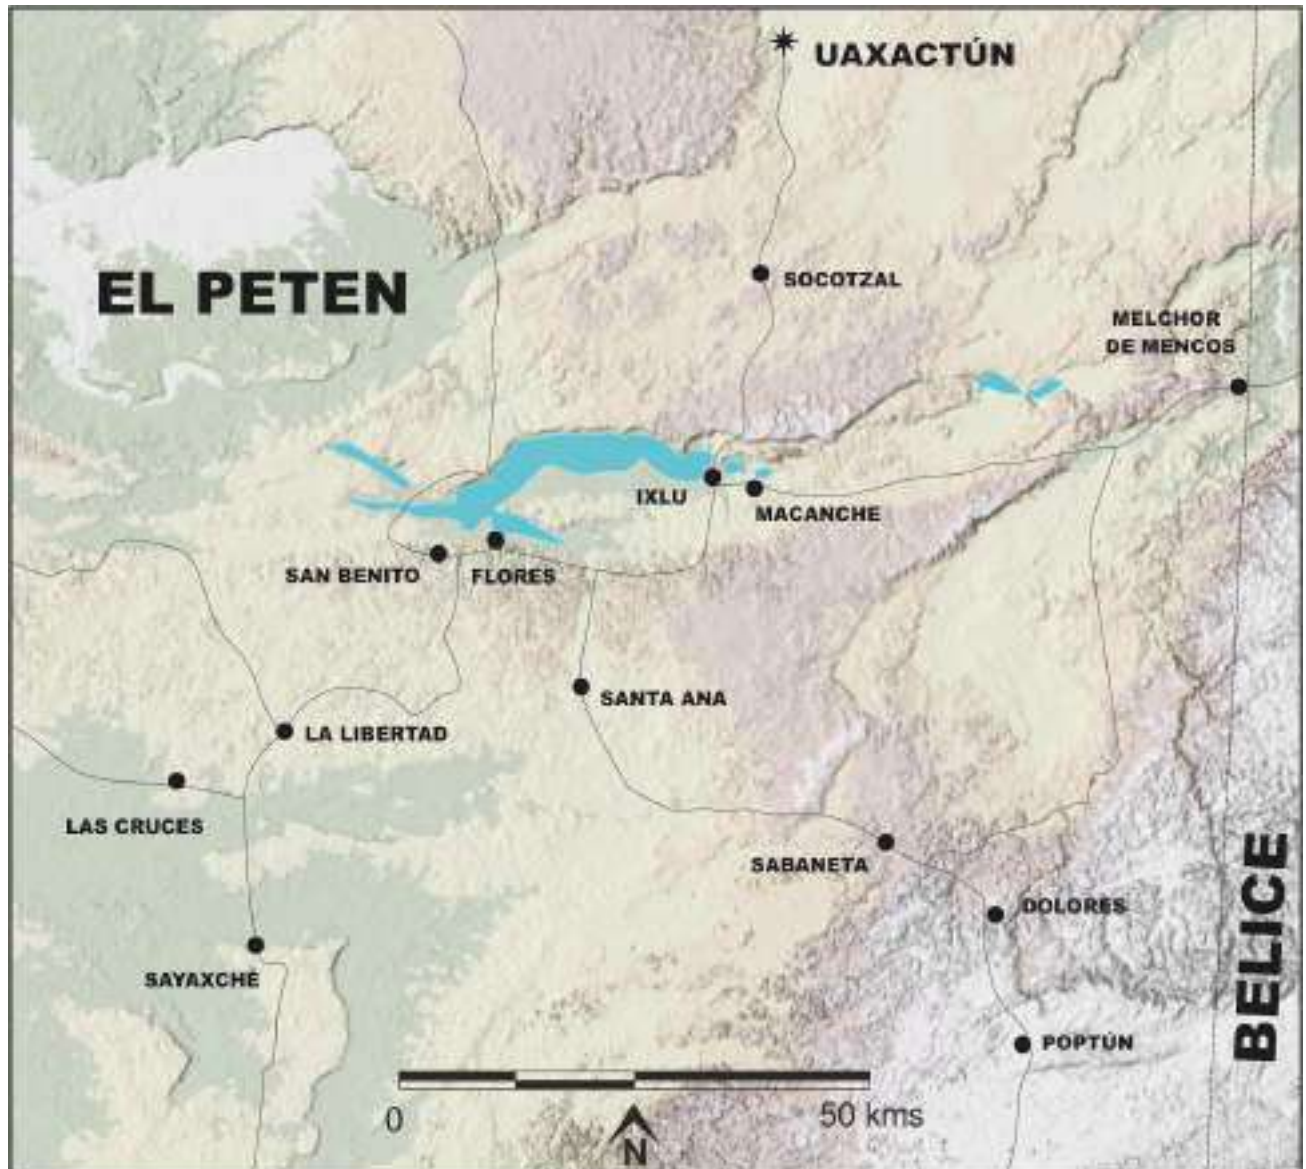 UAXACTÚN
SOCOTZAL
EL PETEN
MELCHOR
DE MENCOS
IXLU
MACANCHE
SAN BENITO
FLORES
SANTA ANA
LA LIBERTAD
LAS CRUCES
SABANETA
DOLORES
BELICE
SAYAXCHÉ
POPTÚN
0
50 kms
N